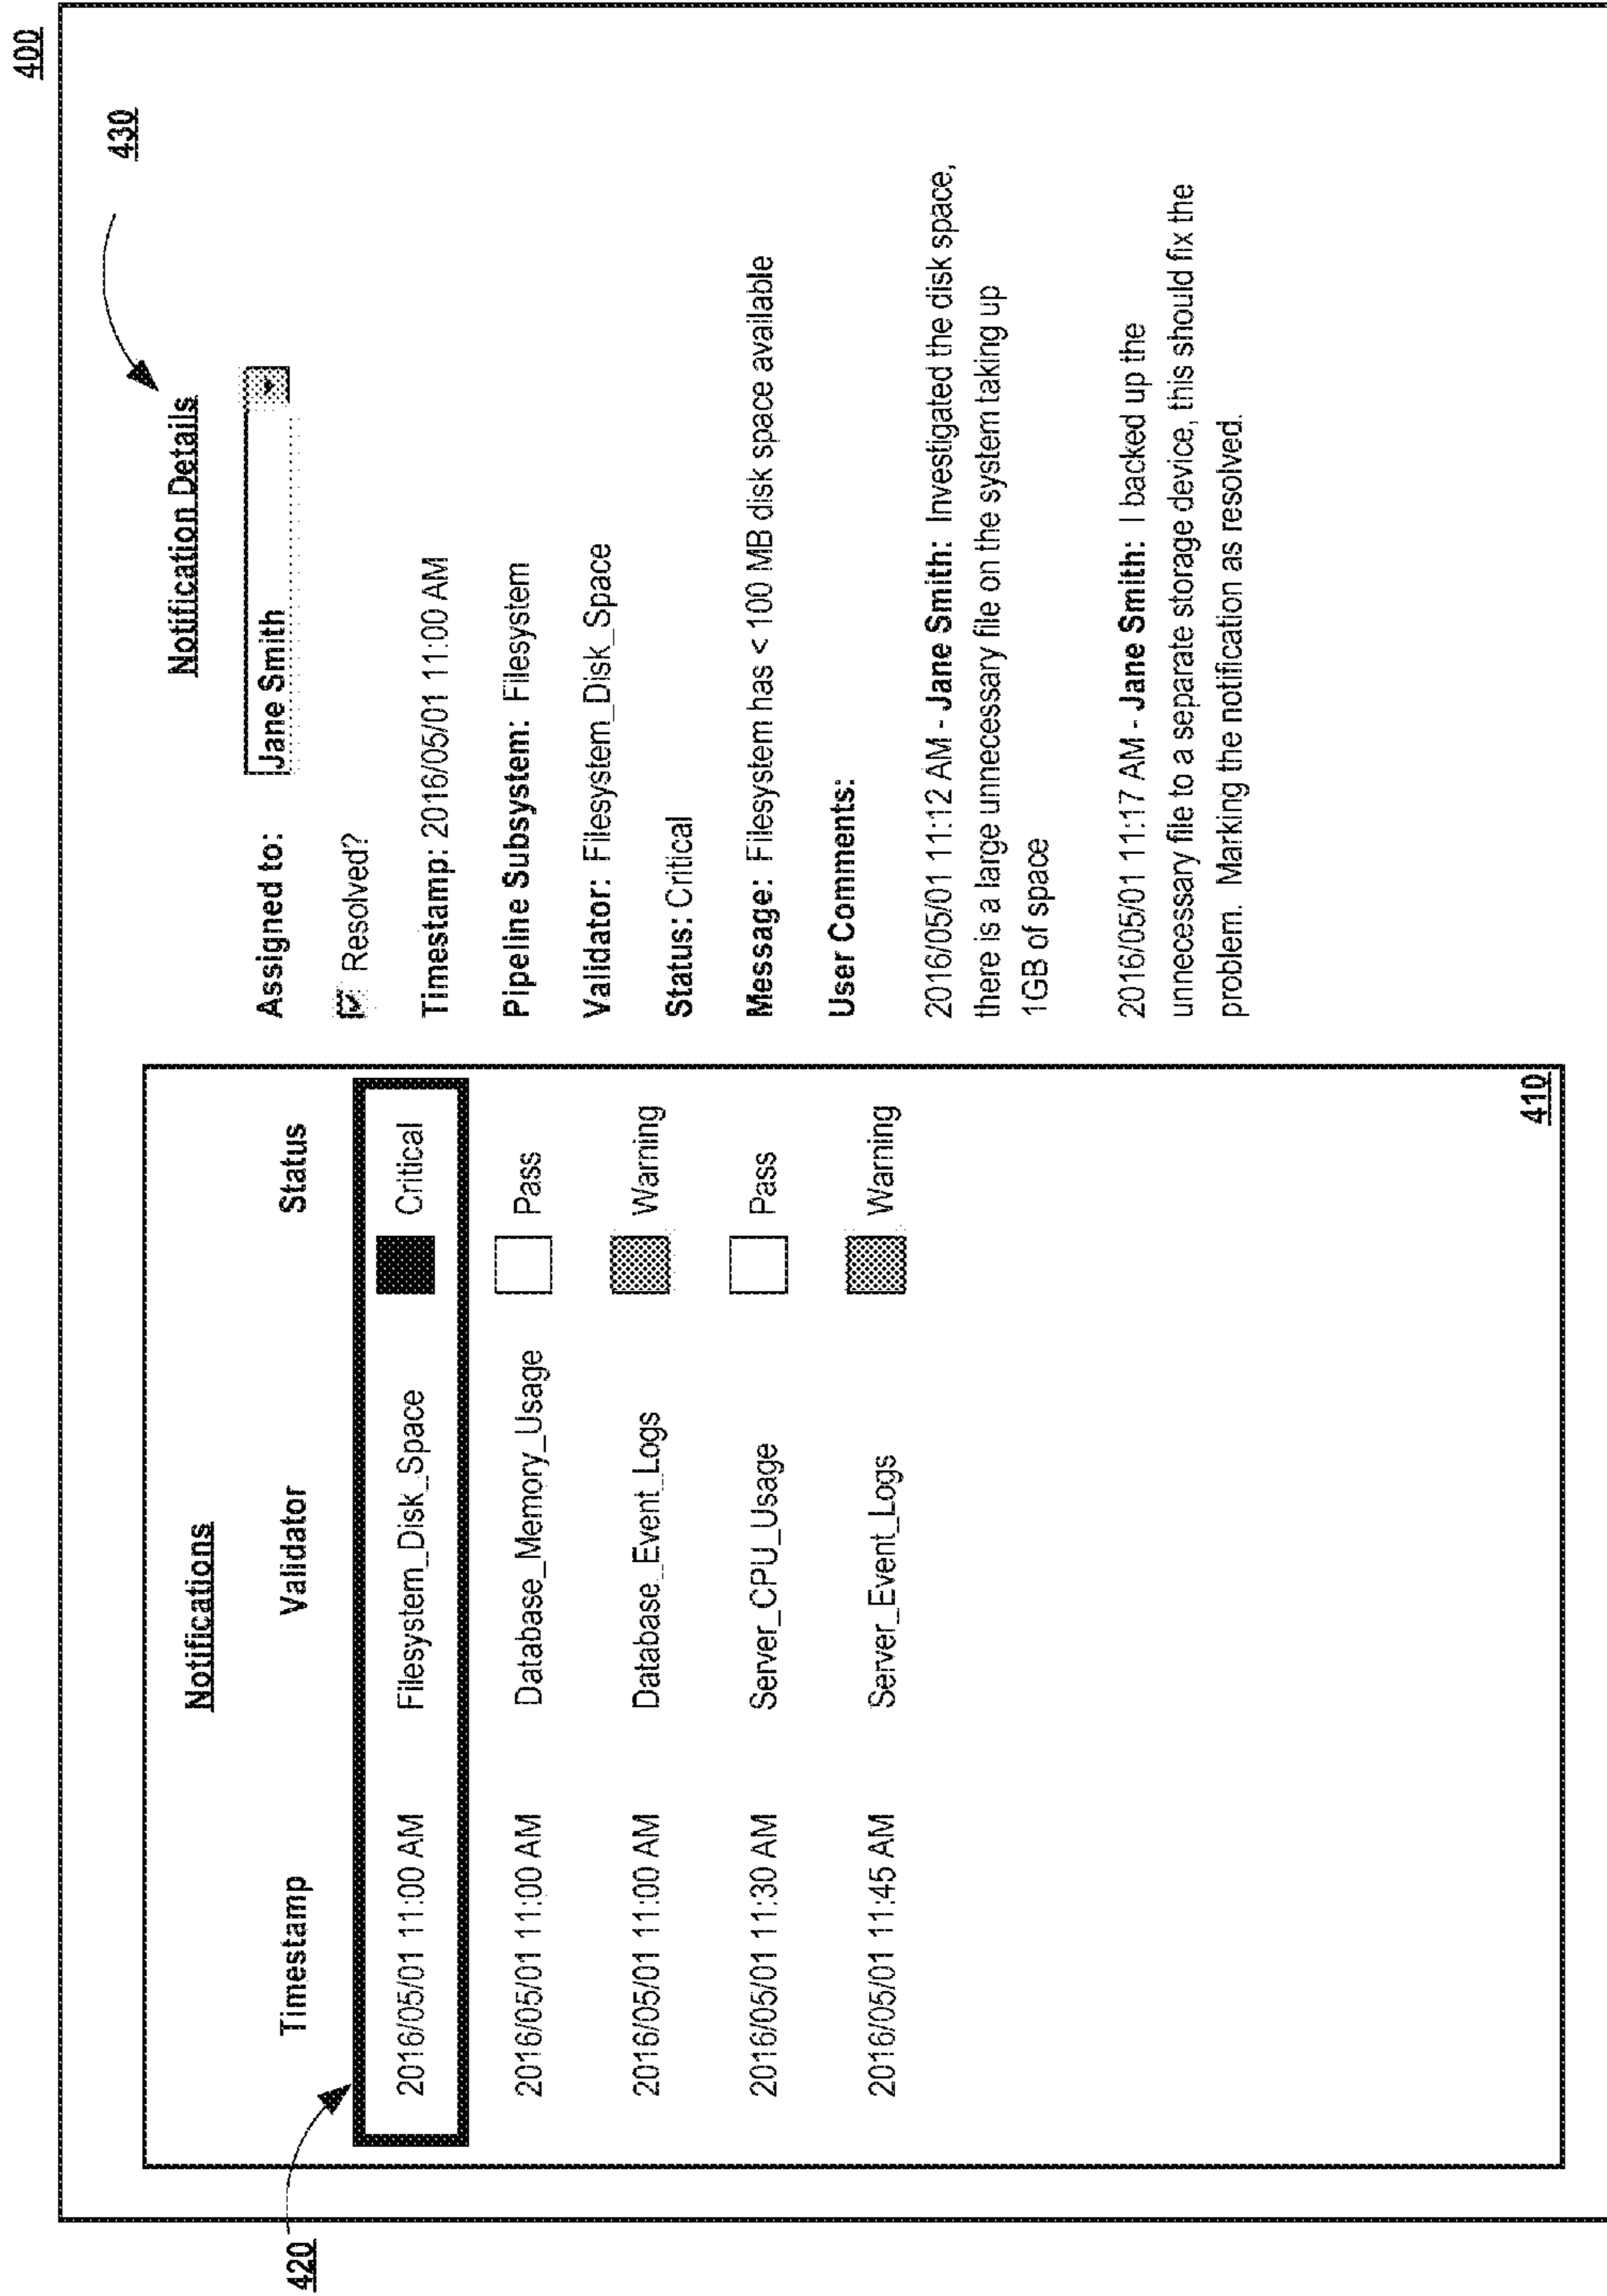 400
430
420
Notifications
Timestamp Validator Status
2016/05/01 11:00 AM Filesystem_Disk_Space Critical
2016/05/01 11:00 AM Database_Memory_Usage Pass
2016/05/01 11:00 AM Database_Event_Logs Warning
2016/05/01 11:30 AM Server_CPU_Usage Pass
2016/05/01 11:45 AM Server_Event_Logs Warning
410
Notification Details
Assigned to: Jane Smith
Resolved?
Timestamp: 2016/05/01 11:00 AM
Pipeline Subsystem: Filesystem
Validator: Filesystem_Disk_Space
Status: Critical
Message: Filesystem has < 100 MB disk space available
User Comments:
2016/05/01 11:12 AM - Jane Smith: Investigated the disk space,
there is a large unnecessary file on the system taking up
1GB of space
2016/05/01 11:17 AM - Jane Smith: I backed up the
unnecessary file to a separate storage device, this should fix the
problem. Marking the notification as resolved.